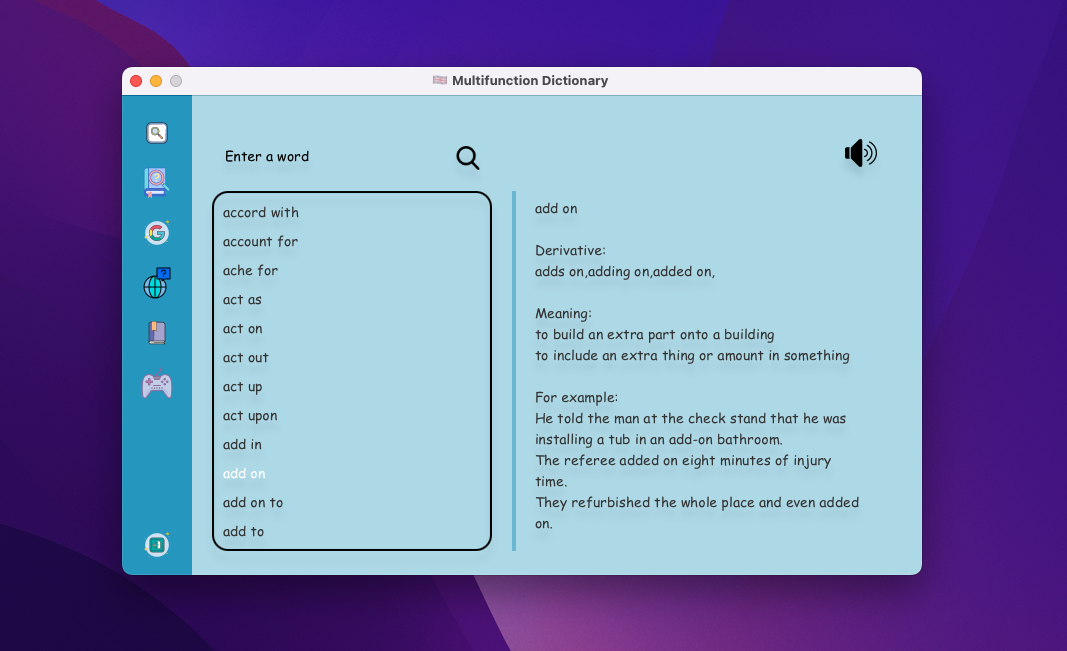 Multifunction Dictionary
?
Enter a word
accord with
account for
ache for
act as
act on
act out
act up
act upon
add in
add on
add on to
add to
add on
Derivative:
adds on,adding on,added on,
Meaning:
to build an extra part onto a building
to include an extra thing or amount in something
For example:
He told the man at the check stand that he was
installing a tub in an add-on bathroom.
The referee added on eight minutes of injury
time.
They refurbished the whole place and even added
on.